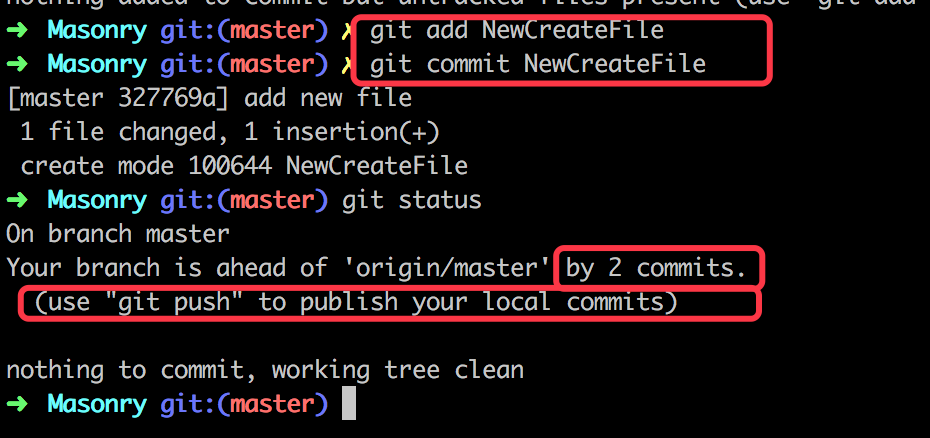 nothing added to commit but untracked files present (use "git add
➜ Masonry git:(master) ✗ git add NewCreateFile
➜ Masonry git:(master) ✗ git commit NewCreateFile
[master 327769a] add new file
1 file changed, 1 insertion(+)
create mode 100644 NewCreateFile
➜ Masonry git:(master) git status
On branch master
Your branch is ahead of 'origin/master' by 2 commits.
(use "git push" to publish your local commits)
nothing to commit, working tree clean
➜ Masonry git:(master)